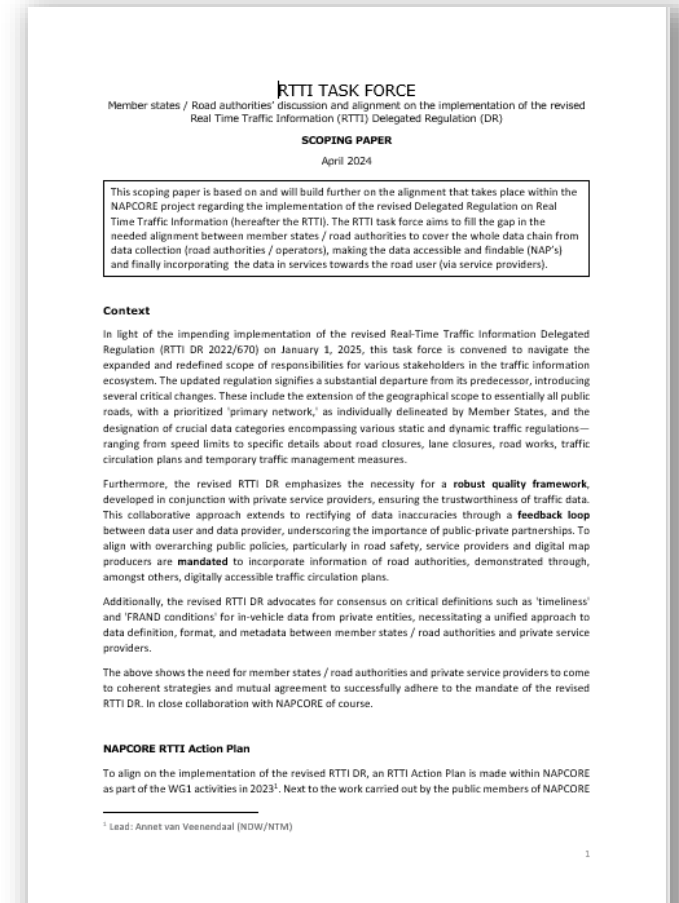 RTTI TASK FORCE
Member states / Road authorities' discussion and alignment on the implementation of the revised
Real Time Traffic Information (RTTI) Delegated Regulation (DR)
SCOPING PAPER
April 2024
This scoping paper is based on and will build further on the alignment that takes place within the
NAPCORE project regarding the implementation of the revised Delegated Regulation on Real
Time Traffic Information (hereafter the RTTI). The RTTI task force aims to fill the gap in the
needed alignment between member states / road authorities to cover the whole data chain from
data collection (road authorities / operators), making the data accessible and findable (NAP's)
and finally incorporating the data in services towards the road user (via service providers).
Context
In light of the impending implementation of the revised Real-Time Traffic Information Delegated
Regulation (RTTI DR 2022/670) on January 1, 2025, this task force is convened to navigate the
expanded and redefined scope of responsibilities for various stakeholders in the traffic information
ecosystem. The updated regulation signifies a substantial departure from its predecessor, introducing
several critical changes. These include the extension of the geographical scope to essentially all public
roads, with a prioritized 'primary network,' as individually delineated by Member States, and the
designation of crucial data categories encompassing various static and dynamic traffic regulations—
ranging from speed limits to specific details about road closures, lane closures, road works, traffic
circulation plans and temporary traffic management measures.
Furthermore, the revised RTTI DR emphasizes the necessity for a robust quality framework,
developed in conjunction with private service providers, ensuring the trustworthiness of traffic data.
This collaborative approach extends to rectifying of data inaccuracies through a feedback loop
between data user and data provider, underscoring the importance of public-private partnerships. To
align with overarching public policies, particularly in road safety, service providers and digital map
producers are mandated to incorporate information of road authorities, demonstrated through,
amongst others, digitally accessible traffic circulation plans.
Additionally, the revised RTTI DR advocates for consensus on critical definitions such as 'timeliness'
and 'FRAND conditions' for in-vehicle data from private entities, necessitating a unified approach to
data definition, format, and metadata between member states / road authorities and private service
providers.
The above shows the need for member states / road authorities and private service providers to come
to coherent strategies and mutual agreement to successfully adhere to the mandate of the revised
RTTI DR. In close collaboration with NAPCORE of course.
NAPCORE RTTI Action Plan
To align on the implementation of the revised RTTI DR, an RTTI Action Plan is made within NAPCORE
as part of the WG1 activities in 2023¹. Next to the work carried out by the public members of NAPCORE
¹ Lead: Annet van Veenendaal (NDW/NTM)
1